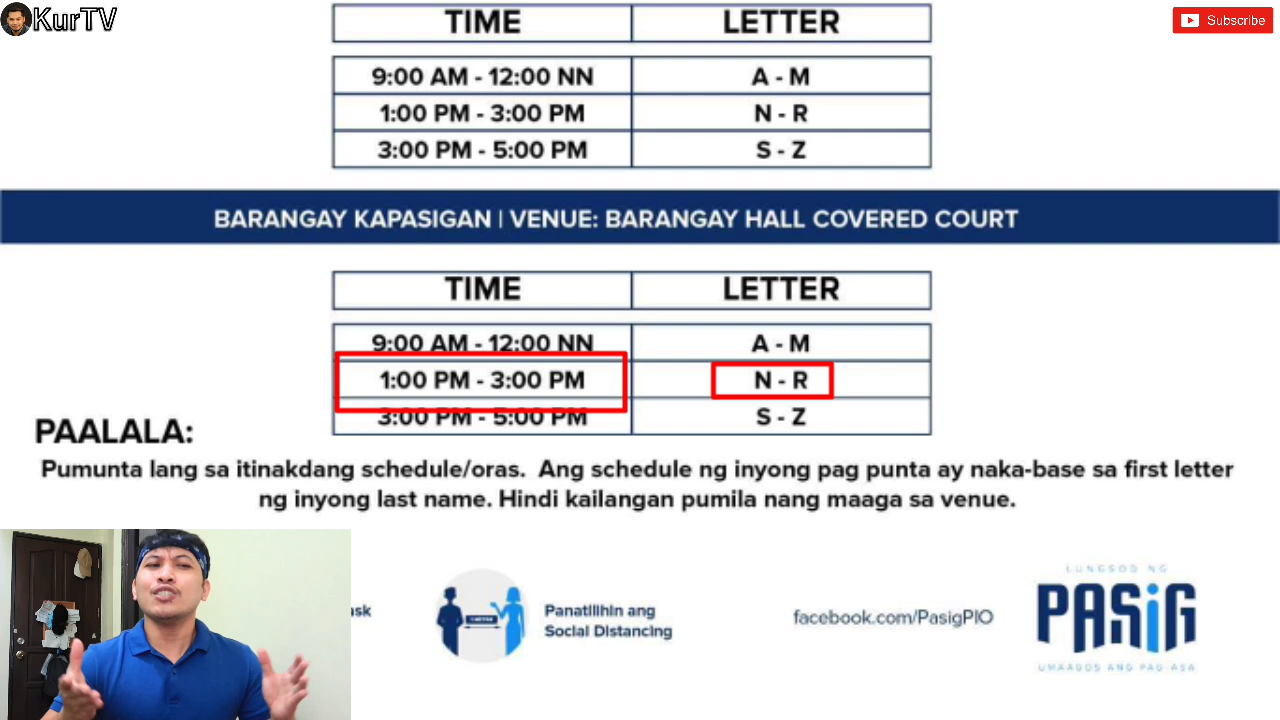 KurTV
Subscribe
TIME LETTER
9:00 AM - 12:00 NN A - M
1:00 PM - 3:00 PM N - R
3:00 PM - 5:00 PM S - Z
BARANGAY KAPASIGAN | VENUE: BARANGAY HALL COVERED COURT
TIME LETTER
9:00 AM - 12:00 NN A - M
1:00 PM - 3:00 PM N - R
3:00 PM - 5:00 PM S - Z
PAALALA:
Pumunta lang sa itinakdang schedule/oras. Ang schedule ng inyong pag punta ay naka-base sa first letter
ng inyong last name. Hindi kailangan pumila nang maaga sa venue.
Panatilihin ang
Social Distancing
facebook.com/PasigPIO
LUNGSOD NG
PASiG
UMAAGOS ANG PAG-ASA